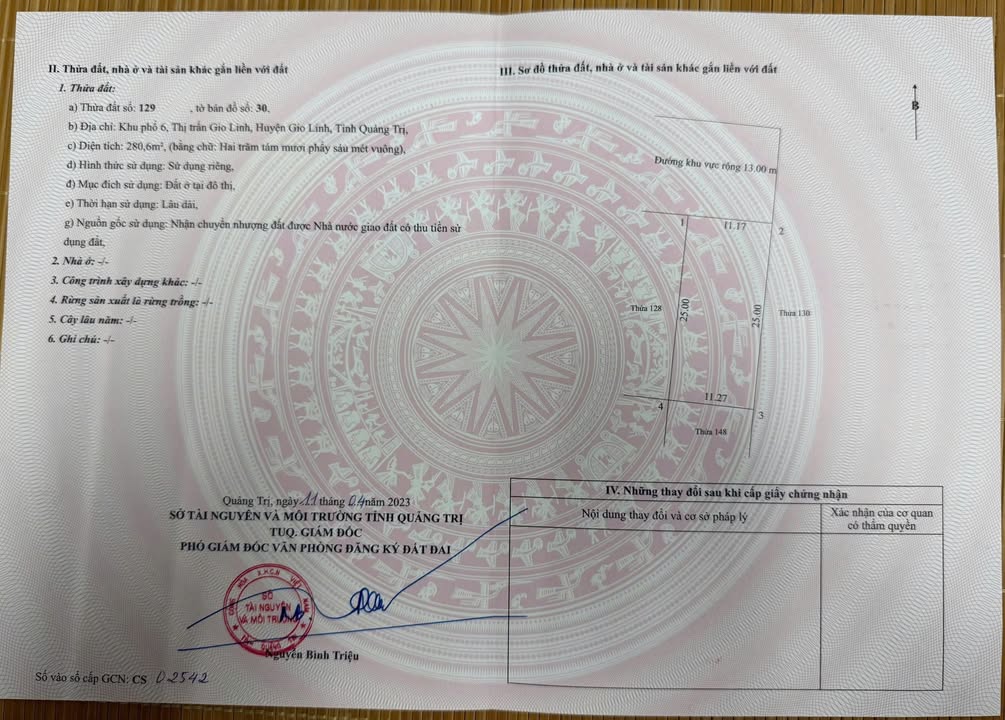 II. Thửa đất, nhà ở và tài sản khác gắn liền với đất
1. Thửa đất:
a) Thửa đất số: 129 , tờ bản đồ số: 30,
b) Địa chỉ: Khu phố 6, Thị trấn Gio Linh, Huyện Gio Linh, Tỉnh Quảng Trị,
c) Diện tích: 280,6m², (bằng chữ: Hai trăm tám mươi phẩy sáu mét vuông),
d) Hình thức sử dụng: Sử dụng riêng,
đ) Mục đích sử dụng: Đất ở tại đô thị,
e) Thời hạn sử dụng: Lâu dài,
g) Nguồn gốc sử dụng: Nhận chuyển nhượng đất được Nhà nước giao đất có thu tiền sử
dụng đất,
2. Nhà ở: -/-
3. Công trình xây dựng khác: -/-
4. Rừng sản xuất là rừng trồng: -/-
5. Cây lâu năm: -/-
6. Ghi chú: -/-
Quảng Trị, ngày 11 tháng 04 năm 2023
SỞ TÀI NGUYÊN VÀ MÔI TRƯỜNG TỈNH QUẢNG TRỊ
TUQ. GIÁM ĐỐC
PHÓ GIÁM ĐỐC VĂN PHÒNG ĐĂNG KÝ ĐẤT ĐAI
SỞ
TÀI NGUYÊN
VÀ MÔI TRƯỜNG
Nguyễn Bình Triệu
Số vào sổ cấp GCN: CS 02542
III. Sơ đồ thửa đất, nhà ở và tài sản khác gắn liền với đất
B
Đường khu vực rộng 13.00 m
1
11.17
2
Thửa 128
25.00
25.00
Thửa 130
11.27
4
3
Thửa 148
IV. Những thay đổi sau khi cấp giấy chứng nhận
Nội dung thay đổi và cơ sở pháp lý
Xác nhận của cơ quan
có thẩm quyền